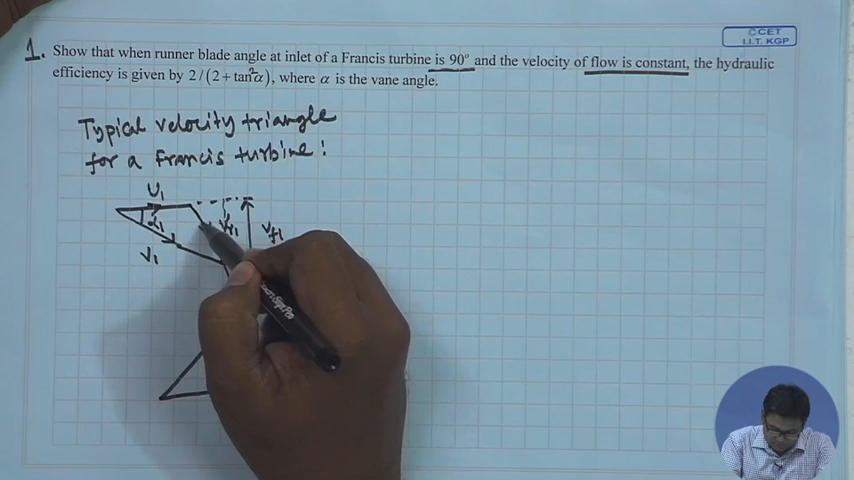 CCET
I.I.T. KGP
1. Show that when runner blade angle at inlet of a Francis turbine is 90° and the velocity of flow is constant, the hydraulic
efficiency is given by 2/(2+tan²α), where α is the vane angle.
Typical velocity triangle
for a Francis turbine:
U1
α1 Vr1 Vf1
V1